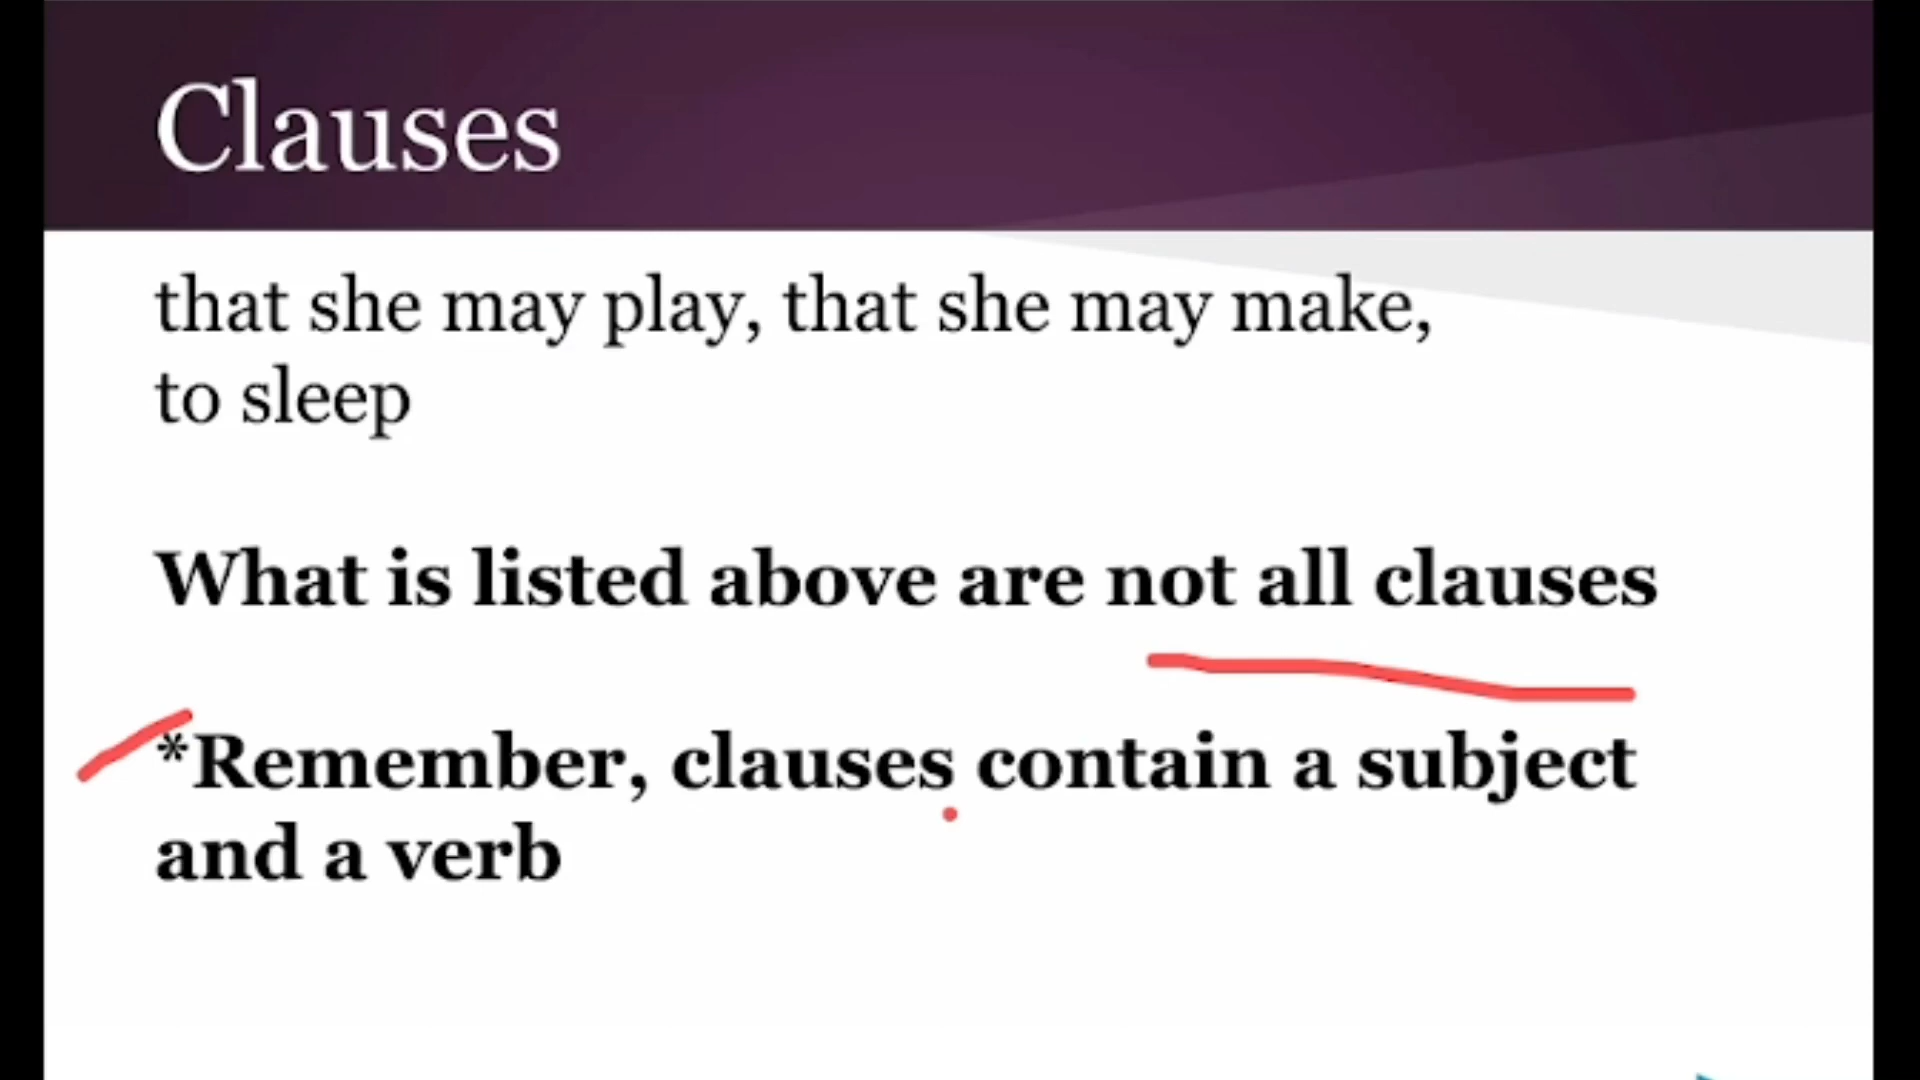 Clauses
that she may play, that she may make,
to sleep
What is listed above are not all clauses
*Remember, clauses contain a subject
and a verb